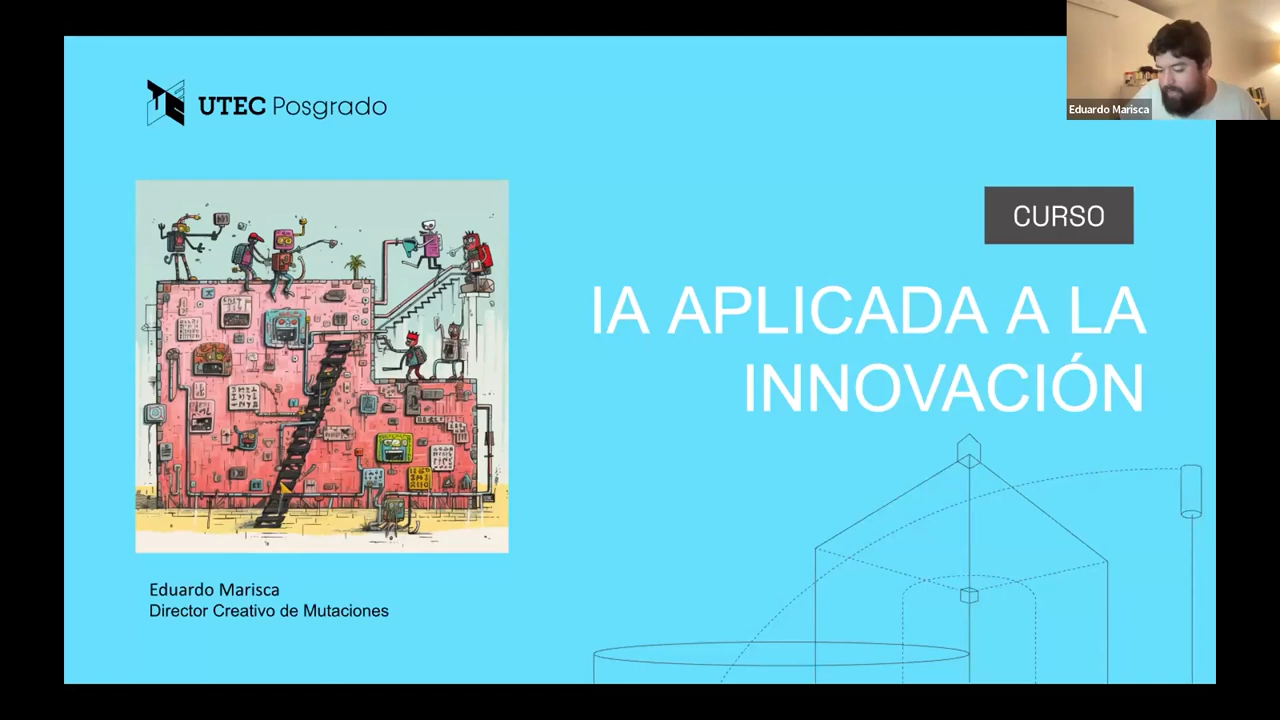 UTEC Posgrado
Eduardo Marisca
CURSO
IA APLICADA A LA
INNOVACIÓN
Eduardo Marisca
Director Creativo de Mutaciones